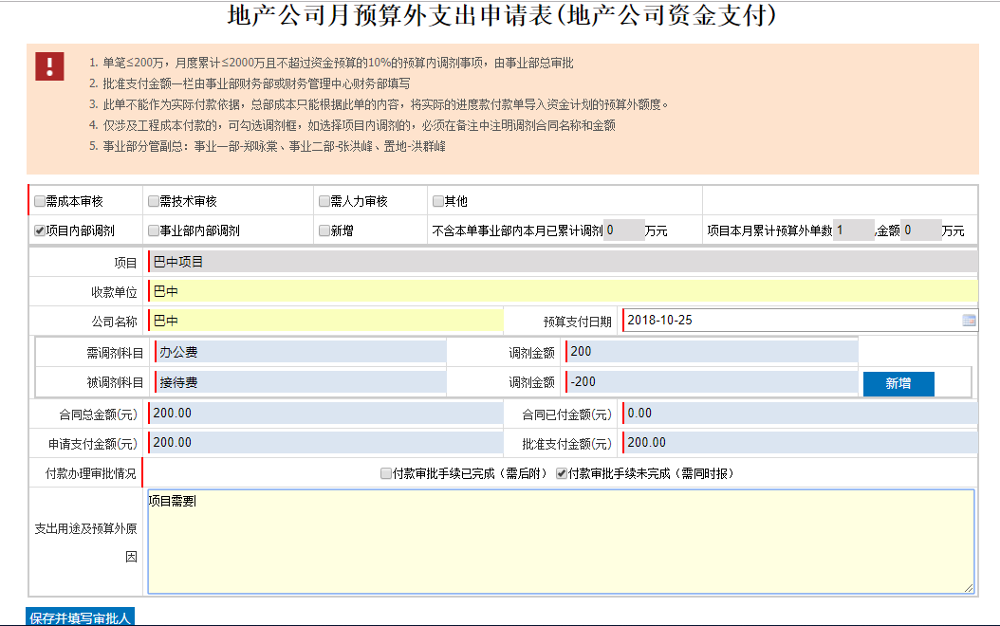 地产公司月预算外支出申请表(地产公司资金支付)
1. 单笔≤200万，月度累计≤2000万且不超过资金预算的10%的预算内调剂事项，由事业部总审批
2. 批准支付金额一栏由事业部财务部或财务管理中心财务部填写
3. 此单不能作为实际付款依据，总部成本只能根据此单的内容，将实际的进度款付款单导入资金计划的预算外额度。
4. 仅涉及工程成本付款的，可勾选调剂框，如选择项目内调剂的，必须在备注中注明调剂合同名称和金额
5. 事业部分管副总：事业一部-郑咏棠、事业二部-张洪峰、置地-洪群峰
需成本审核 需技术审核 需人力审核 其他
项目内部调剂 事业部内部调剂 新增 不含本单事业部内本月已累计调剂 0 万元 项目本月累计预算外单数 1 ,金额 0 万元
项目 巴中项目
收款单位 巴中
公司名称 巴中 预算支付日期 2018-10-25
需调剂科目 办公费 调剂金额 200
被调剂科目 接待费 调剂金额 -200 新增
合同总金额(元) 200.00 合同已付金额(元) 0.00
申请支付金额(元) 200.00 批准支付金额(元) 200.00
付款办理审批情况 付款审批手续已完成（需后附） 付款审批手续未完成（需同时报）
项目需要
支出用途及预算外原
因
保存并填写审批人